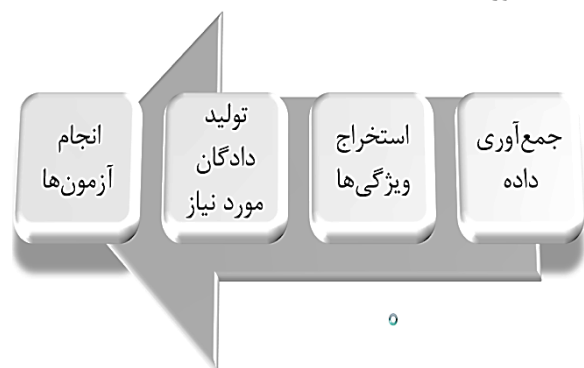 جمع‌آوری
داده
استخراج
ویژگی‌ها
تولید
دادگان
مورد نیاز
انجام
آزمون‌ها